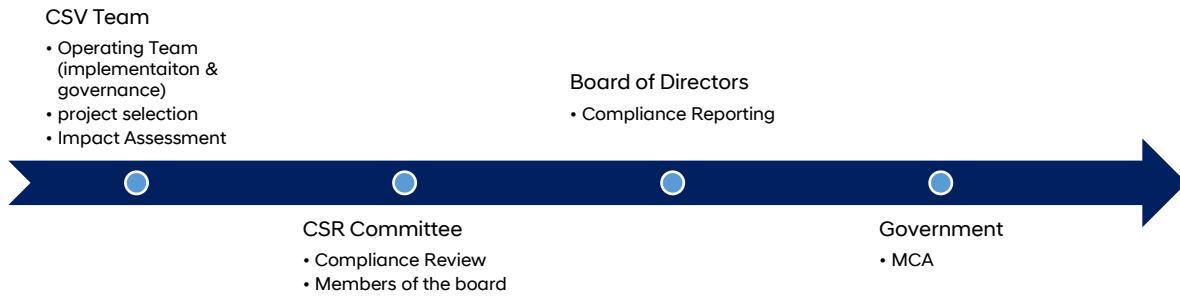 CSV Team
• Operating Team
(implementaiton &
governance)
• project selection
• Impact Assessment
CSR Committee
• Compliance Review
• Members of the board
Board of Directors
• Compliance Reporting
Government
• MCA